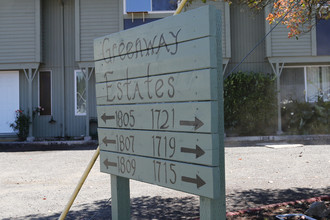 Greenway
Estates
← 1805 1721 →
← 1807 1719 →
← 1809 1715 →